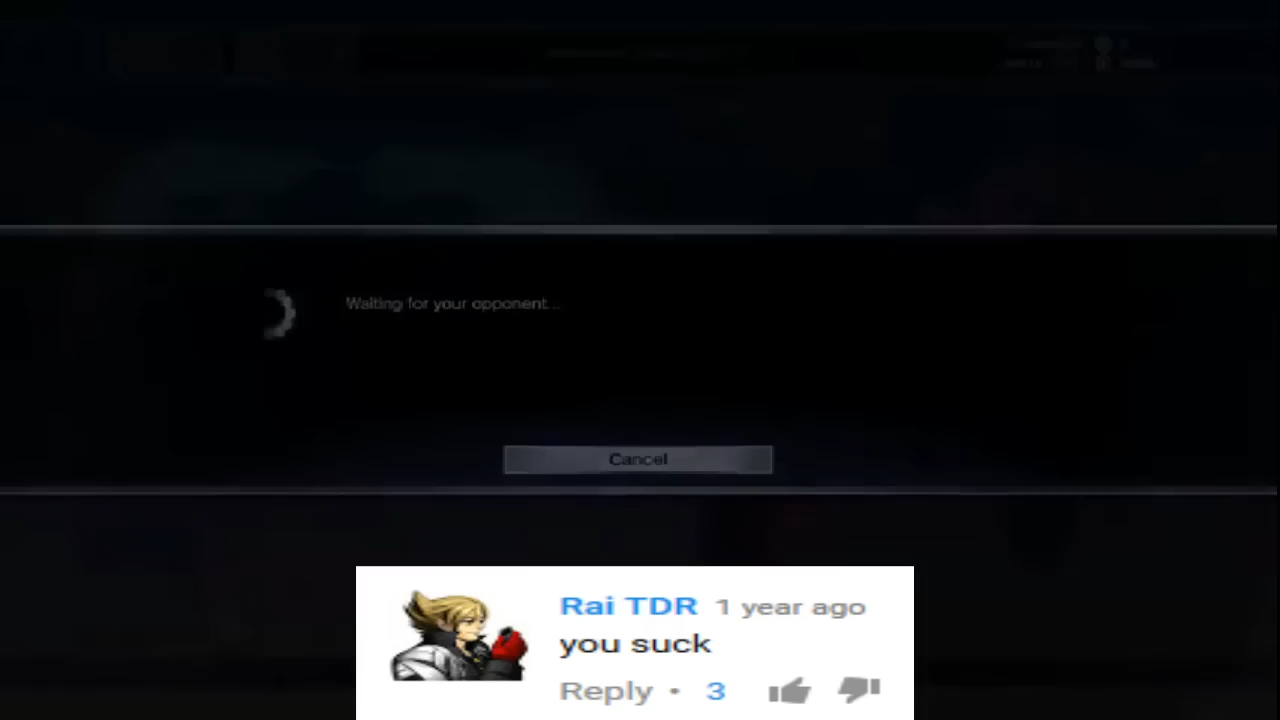 Waiting for your opponent...
Cancel
Rai TDR 1 year ago
you suck
Reply • 3